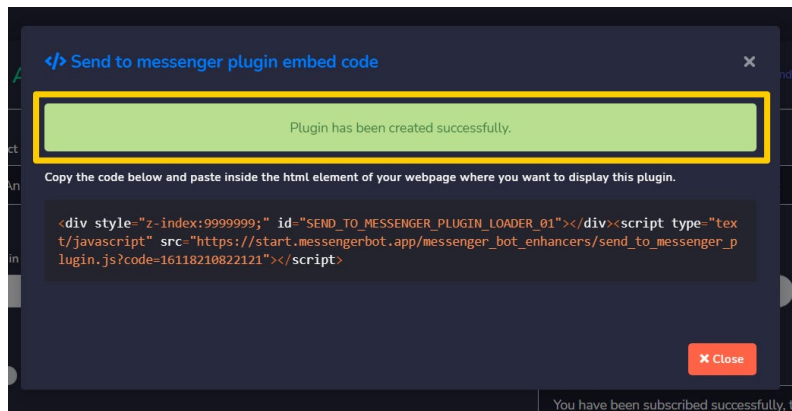 </> Send to messenger plugin embed code
×
Plugin has been created successfully.
Copy the code below and paste inside the html element of your webpage where you want to display this plugin.
<div style="z-index:9999999;" id="SEND_TO_MESSENGER_PLUGIN_LOADER_01"></div><script type="tex
t/javascript" src="https://start.messengerbot.app/messenger_bot_enhancers/send_to_messenger_p
lugin.js?code=16118210822121"></script>
× Close
You have been subscribed successfully,